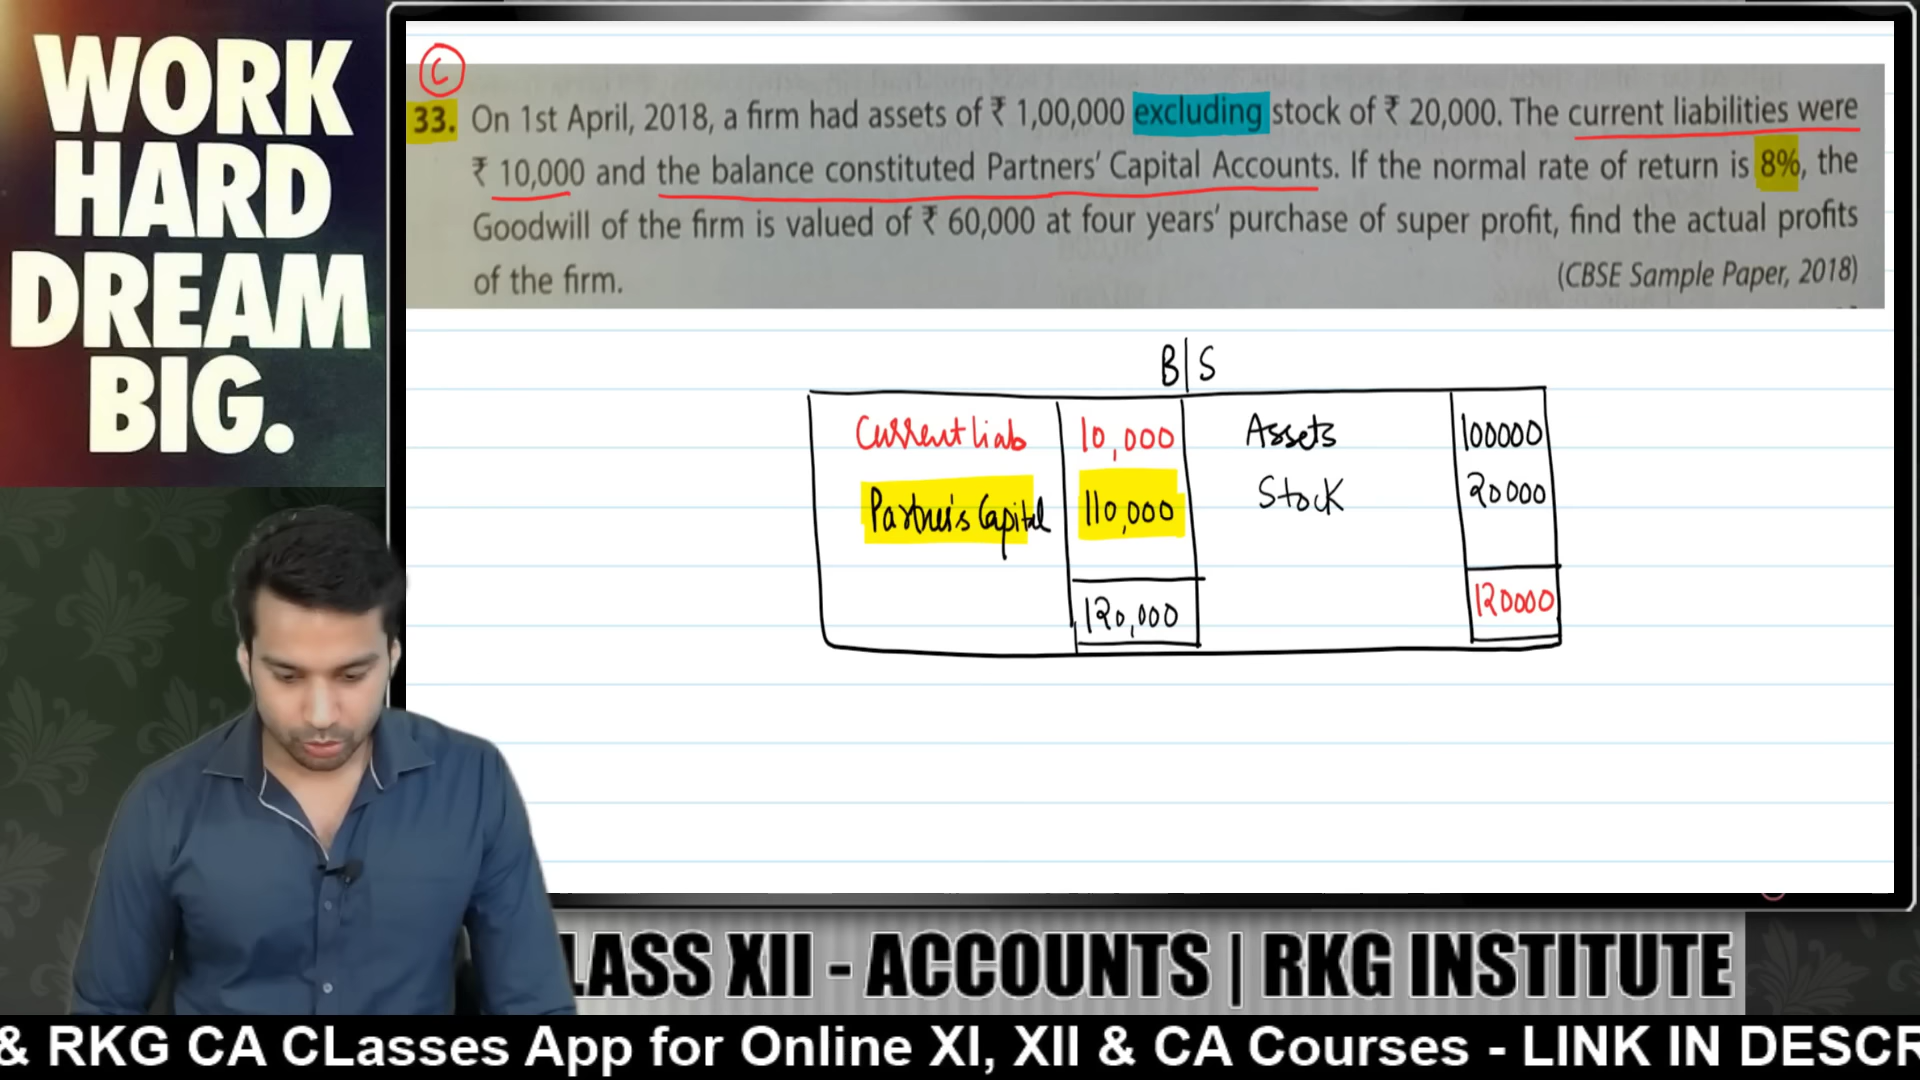 WORK
HARD
DREAM
BIG.
C
33. On 1st April, 2018, a firm had assets of ₹ 1,00,000 excluding stock of ₹ 20,000. The current liabilities were
₹ 10,000 and the balance constituted Partners' Capital Accounts. If the normal rate of return is 8%, the
Goodwill of the firm is valued of ₹ 60,000 at four years' purchase of super profit, find the actual profits
of the firm.
(CBSE Sample Paper, 2018)
B|S
Current liab 10,000 Assets 100000
Partner's Capital 110,000 Stock 20000
120,000 120000
LASS XII - ACCOUNTS | RKG INSTITUTE
& RKG CA CLasses App for Online XI, XII & CA Courses - LINK IN DESCR